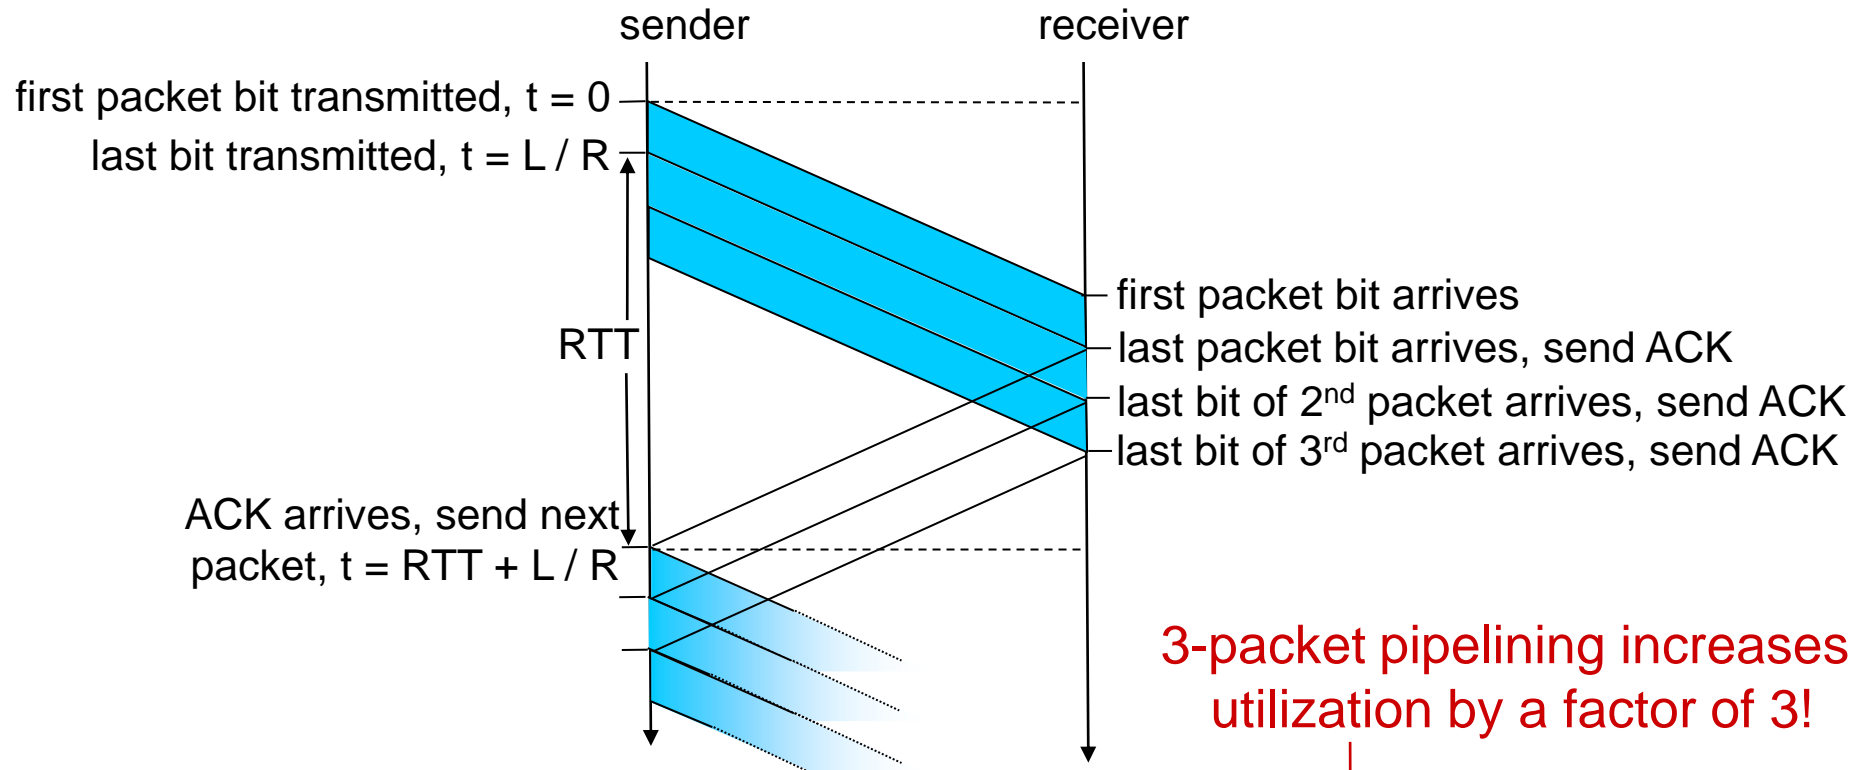 sender
receiver
first packet bit transmitted, t = 0
last bit transmitted, t = L / R
first packet bit arrives
RTT
last packet bit arrives, send ACK
last bit of 2nd packet arrives, send ACK
last bit of 3rd packet arrives, send ACK
ACK arrives, send next
packet, t = RTT + L / R
3-packet pipelining increases
utilization by a factor of 3!